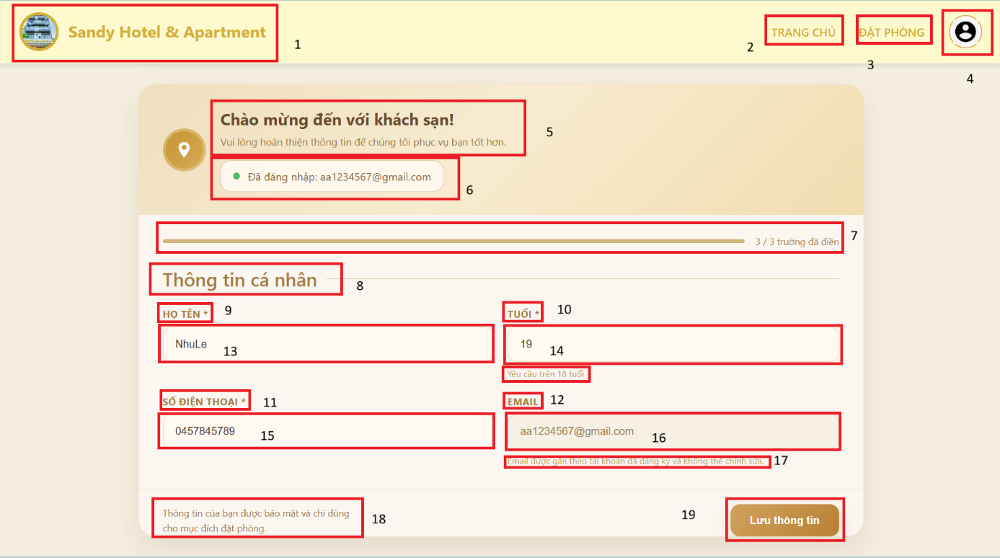 Sandy Hotel & Apartment
1
TRANG CHỦ
2
ĐẶT PHÒNG
3
4
Chào mừng đến với khách sạn!
Vui lòng hoàn thiện thông tin để chúng tôi phục vụ bạn tốt hơn.
5
Đã đăng nhập: aa1234567@gmail.com
6
3 / 3 trường đã điền
7
Thông tin cá nhân
8
HỌ TÊN *
9
TUỔI *
10
NhuLe
13
19
14
Yêu cầu trên 18 tuổi
SỐ ĐIỆN THOẠI *
11
EMAIL
12
0457845789
15
aa1234567@gmail.com
16
Email được gắn theo tài khoản đã đăng ký và không thể chỉnh sửa.
17
Thông tin của bạn được bảo mật và chỉ dùng
cho mục đích đặt phòng.
18
19
Lưu thông tin